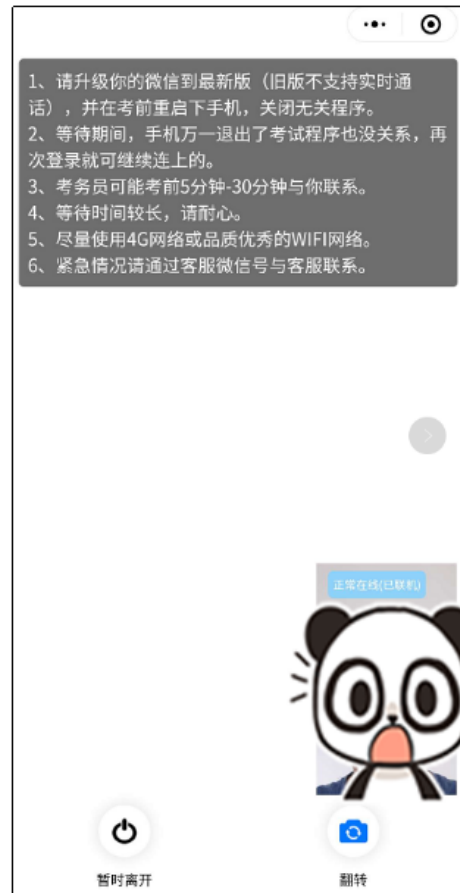 1、请升级你的微信到最新版（旧版不支持实时通
话），并在考前重启下手机，关闭无关程序。
2、等待期间，手机万一退出了考试程序也没关系，再
次登录就可继续连上的。
3、考务员可能考前5分钟-30分钟与你联系。
4、等待时间较长，请耐心。
5、尽量使用4G网络或品质优秀的WIFI网络。
6、紧急情况请通过客服微信号与客服联系。
正常在线(已联机)
暂时离开
翻转